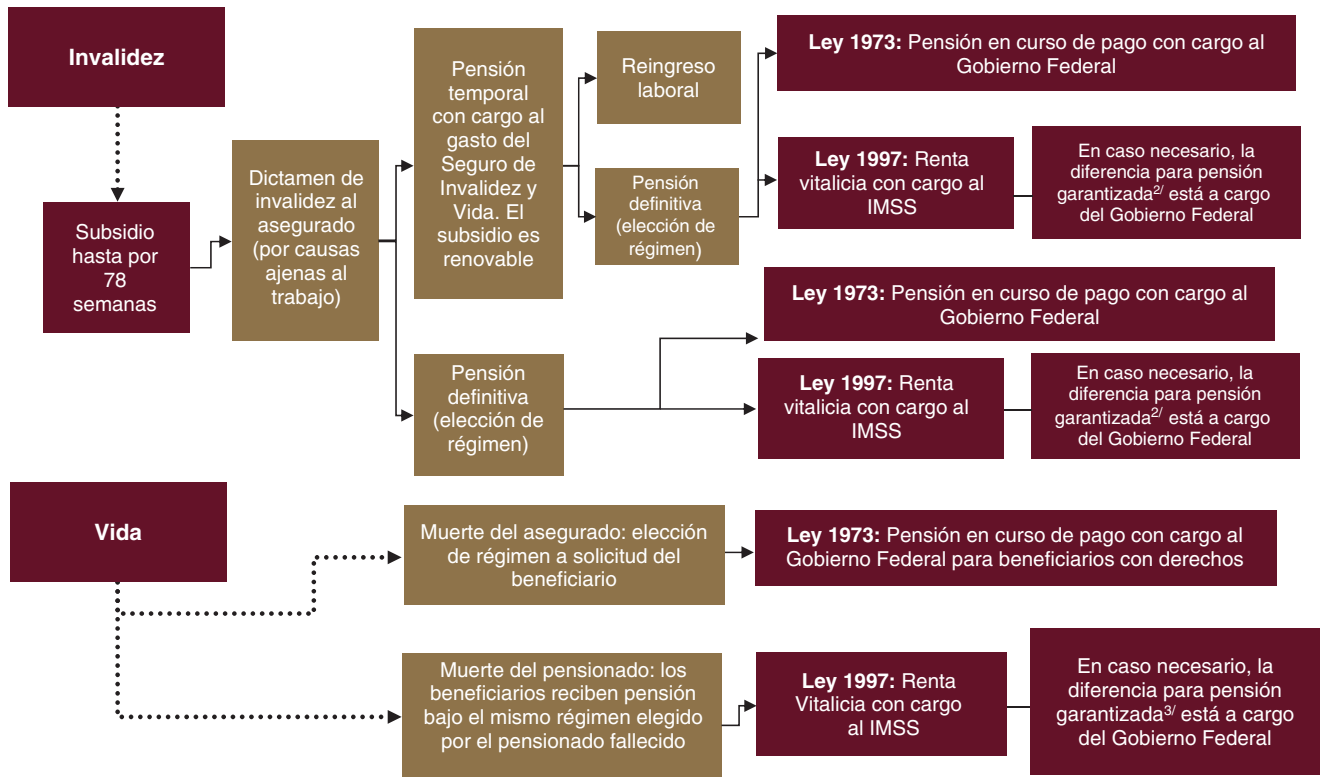 Invalidez
Subsidio
hasta por
78
semanas
Dictamen de
invalidez al
asegurado
(por causas
ajenas al
trabajo)
Pensión
temporal
con cargo al
gasto del
Seguro de
Invalidez y
Vida. El
subsidio es
renovable
Reingreso
laboral
Pensión
definitiva
(elección de
régimen)
Ley 1973: Pensión en curso de pago con cargo al
Gobierno Federal
Ley 1997: Renta
vitalicia con cargo al
IMSS
En caso necesario, la
diferencia para pensión
garantizada2/ está a cargo
del Gobierno Federal
Pensión
definitiva
(elección de
régimen)
Ley 1973: Pensión en curso de pago con cargo al
Gobierno Federal
Ley 1997: Renta
vitalicia con cargo al
IMSS
En caso necesario, la
diferencia para pensión
garantizada2/ está a cargo
del Gobierno Federal
Vida
Muerte del asegurado: elección
de régimen a solicitud del
beneficiario
Ley 1973: Pensión en curso de pago con cargo al
Gobierno Federal para beneficiarios con derechos
Muerte del pensionado: los
beneficiarios reciben pensión
bajo el mismo régimen elegido
por el pensionado fallecido
Ley 1997: Renta
Vitalicia con cargo
al IMSS
En caso necesario, la
diferencia para pensión
garantizada3/ está a cargo
del Gobierno Federal